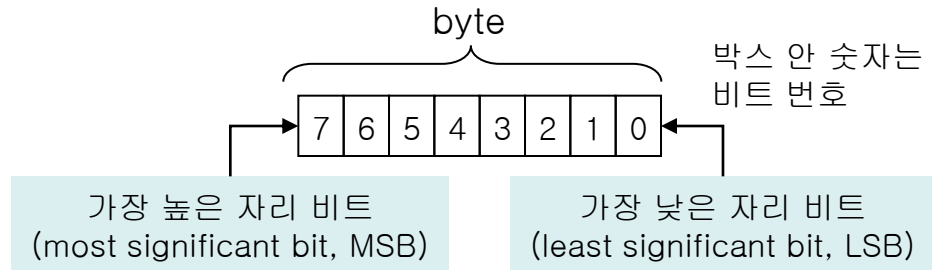 byte
박스 안 숫자는
비트 번호
7 6 5 4 3 2 1 0
가장 높은 자리 비트
(most significant bit, MSB)
가장 낮은 자리 비트
(least significant bit, LSB)